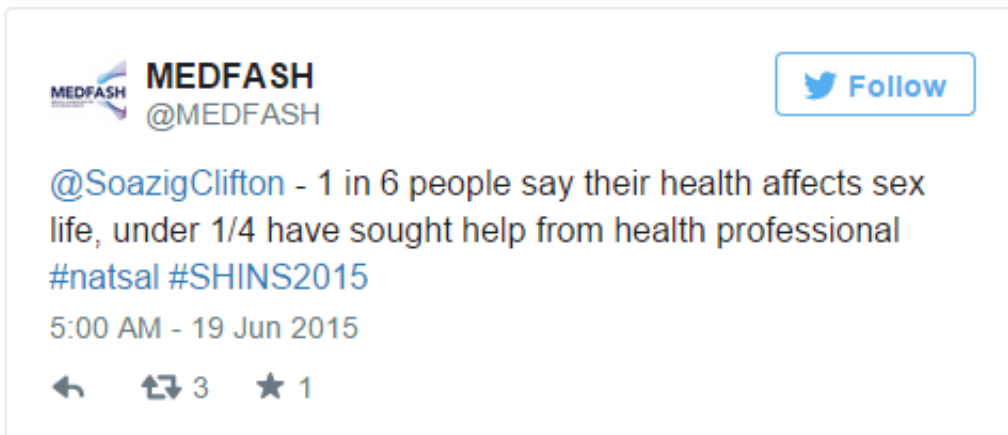 MEDFASH
MEDFASH
@MEDFASH
Follow
@SoazigClifton - 1 in 6 people say their health affects sex
life, under 1/4 have sought help from health professional
#natsal #SHINS2015
5:00 AM - 19 Jun 2015
3
1